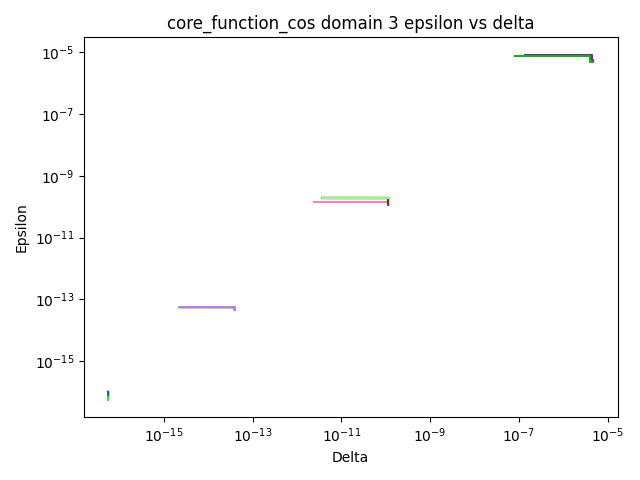 core_function_cos domain 3 epsilon vs delta
10⁻⁵
10⁻⁷
10⁻⁹
10⁻¹¹
10⁻¹³
10⁻¹⁵
Epsilon
10⁻¹⁵ 10⁻¹³ 10⁻¹¹ 10⁻⁹ 10⁻⁷ 10⁻⁵
Delta